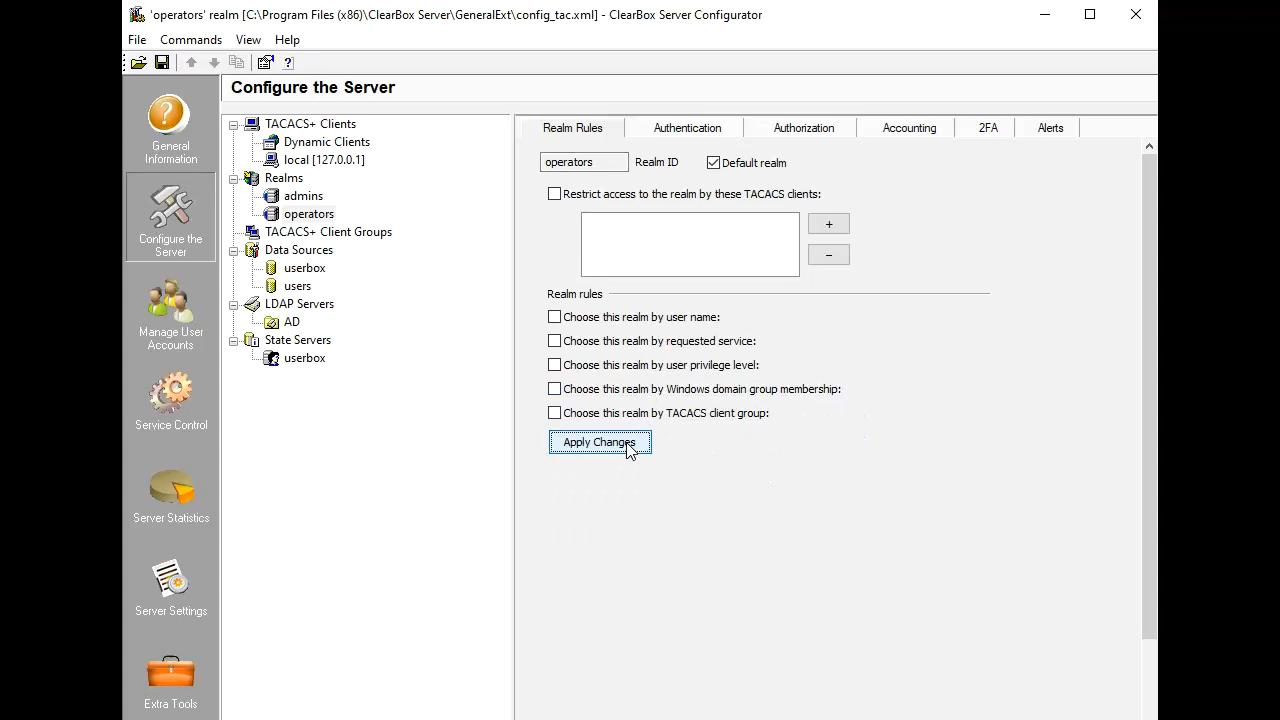 'operators' realm [C:\Program Files (x86)\ClearBox Server\GeneralExt\config_tac.xml] - ClearBox Server Configurator
File Commands View Help
Configure the Server
General
Information
Configure the
Server
Manage User
Accounts
Service Control
Server Statistics
Server Settings
Extra Tools
TACACS+ Clients
Dynamic Clients
local [127.0.0.1]
Realms
admins
operators
TACACS+ Client Groups
Data Sources
userbox
users
LDAP Servers
AD
State Servers
userbox
Realm Rules Authentication Authorization Accounting 2FA Alerts
operators Realm ID Default realm
Restrict access to the realm by these TACACS clients:
+
-
Realm rules
Choose this realm by user name:
Choose this realm by requested service:
Choose this realm by user privilege level:
Choose this realm by Windows domain group membership:
Choose this realm by TACACS client group:
Apply Changes